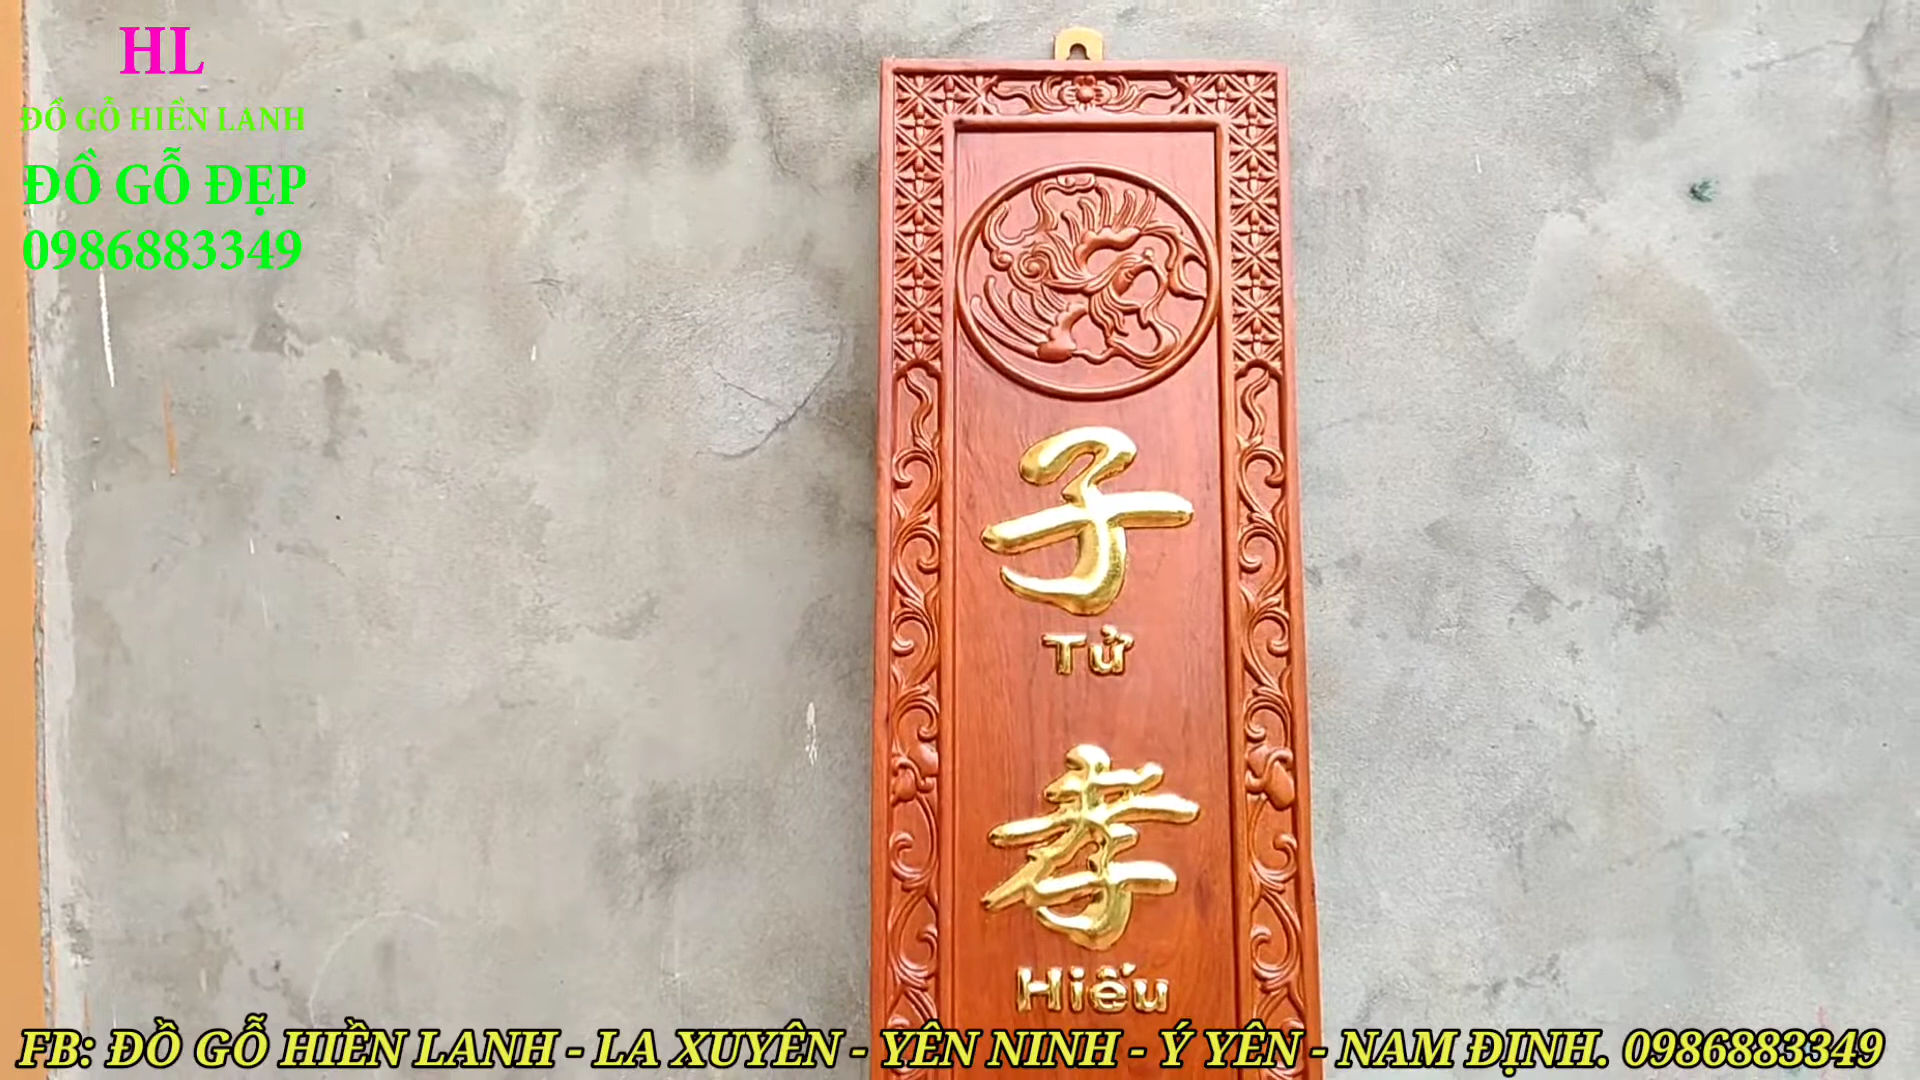 HL
ĐỒ GỖ HIỀN LANH
ĐỒ GỖ ĐẸP
0986883349
子
Tử
孝
Hiếu
FB: ĐỒ GỖ HIỀN LANH - LA XUYÊN - YÊN NINH - Ý YÊN - NAM ĐỊNH. 0986883349